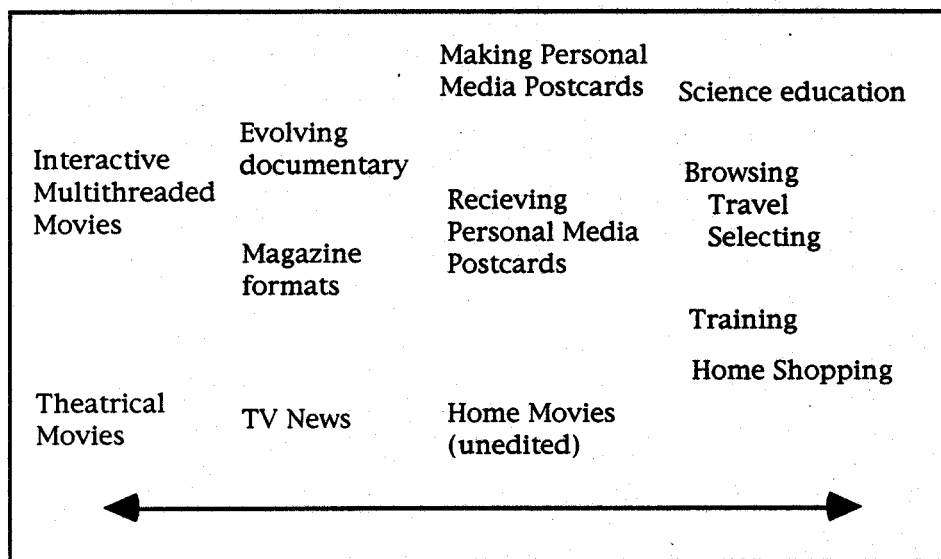 Making Personal
Media Postcards
Science education
Evolving
documentary
Interactive
Multithreaded
Movies
Browsing
Travel
Selecting
Recieving
Personal Media
Postcards
Magazine
formats
Training
Home Shopping
Theatrical
Movies
TV News
Home Movies
(unedited)